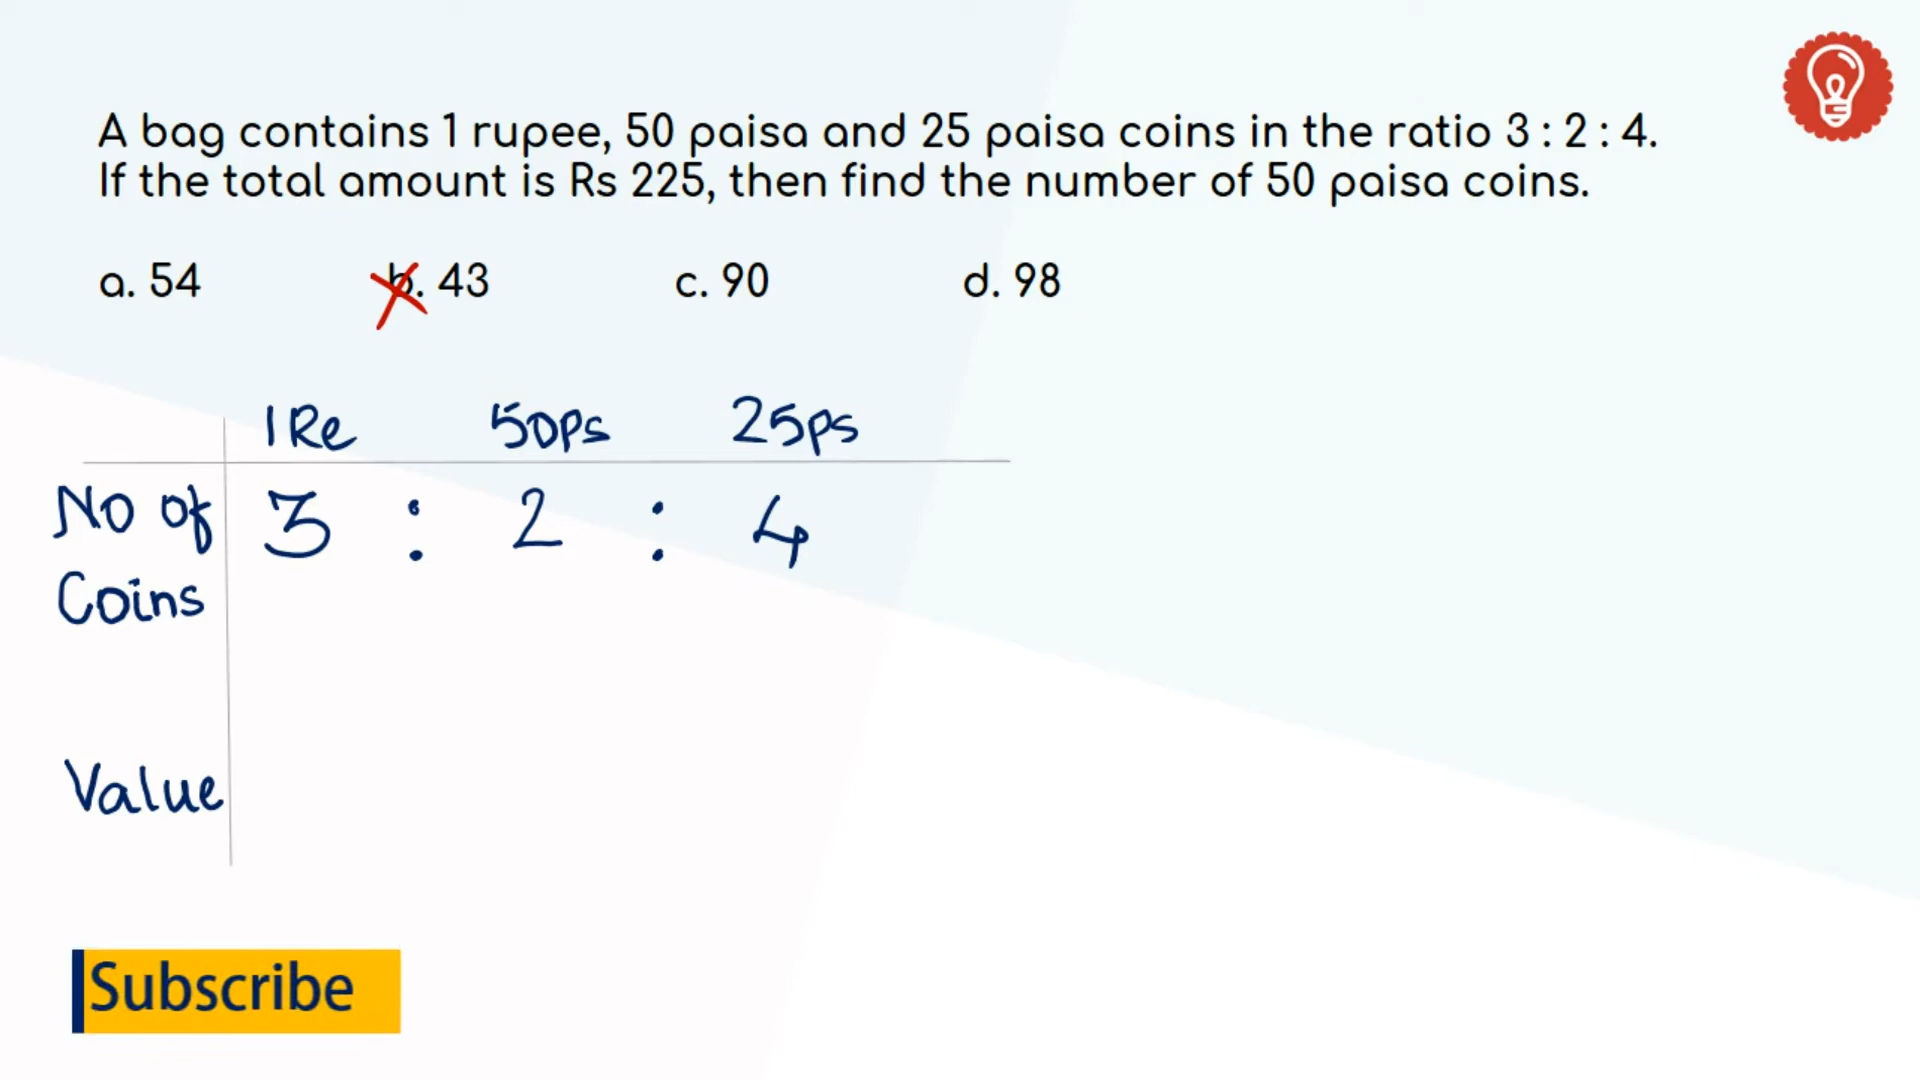 A bag contains 1 rupee, 50 paisa and 25 paisa coins in the ratio 3 : 2 : 4.
If the total amount is Rs 225, then find the number of 50 paisa coins.
a. 54 b. 43 c. 90 d. 98
1Re 50Ps 25ps
No of 3 : 2 : 4
Coins
Value
Subscribe